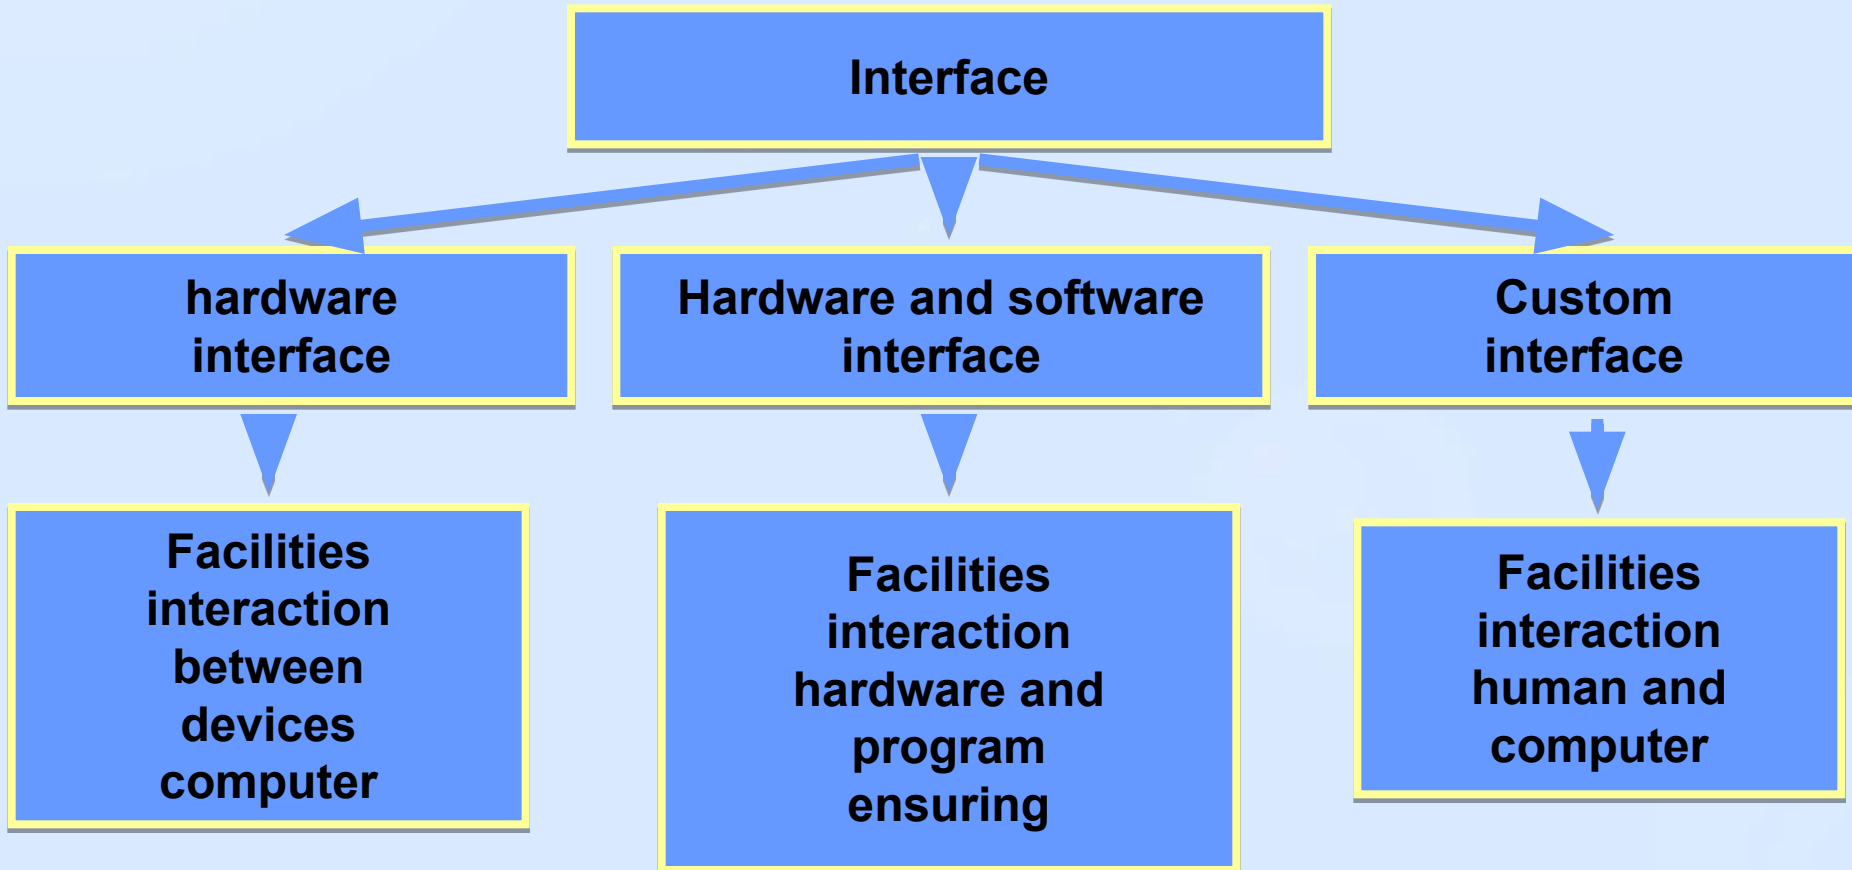 Interface
hardware
interface
Hardware and software
interface
Custom
interface
Facilities
interaction
between
devices
computer
Facilities
interaction
hardware and
program
ensuring
Facilities
interaction
human and
computer